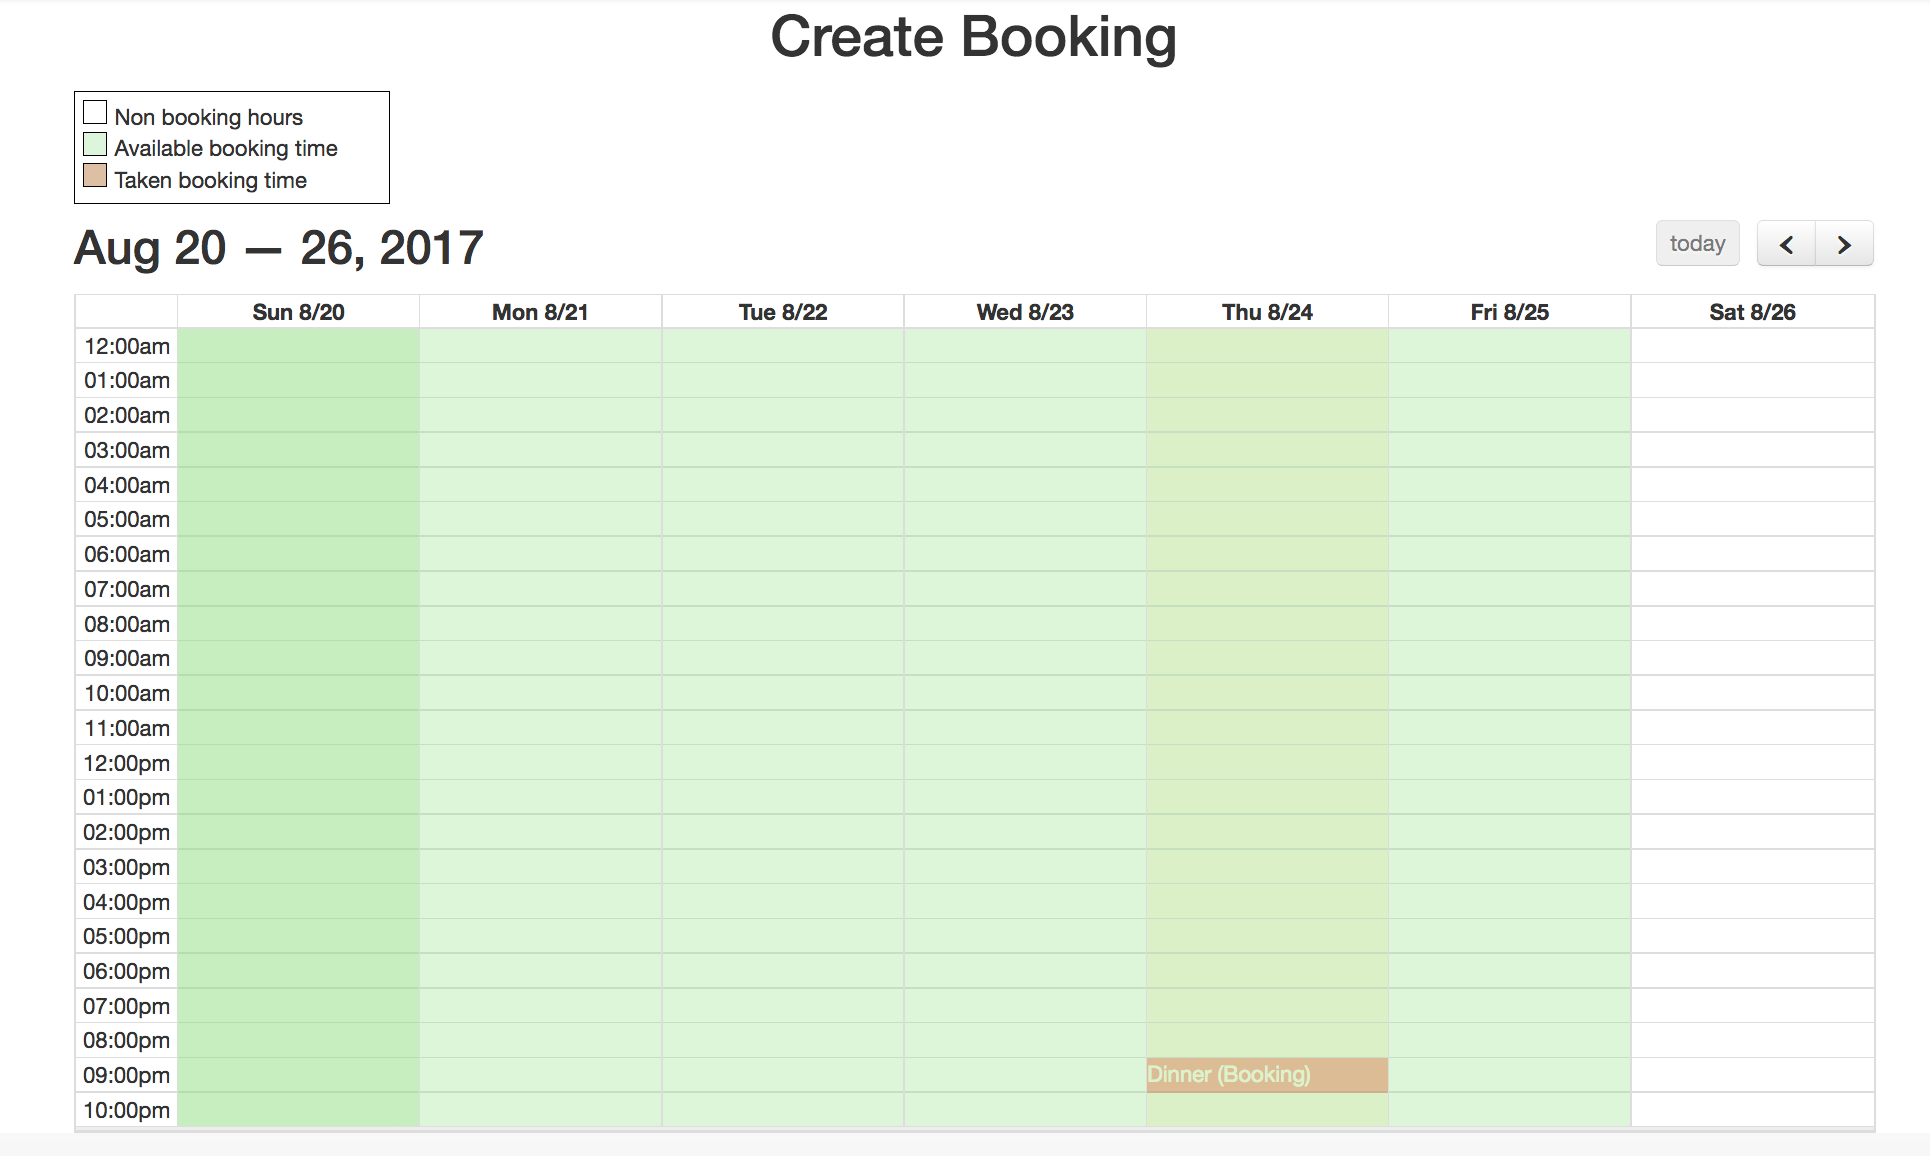 Create Booking
Non booking hours
Available booking time
Taken booking time
Aug 20 — 26, 2017
today
Sun 8/20 Mon 8/21 Tue 8/22 Wed 8/23 Thu 8/24 Fri 8/25 Sat 8/26
12:00am
01:00am
02:00am
03:00am
04:00am
05:00am
06:00am
07:00am
08:00am
09:00am
10:00am
11:00am
12:00pm
01:00pm
02:00pm
03:00pm
04:00pm
05:00pm
06:00pm
07:00pm
08:00pm
09:00pm Dinner (Booking)
10:00pm